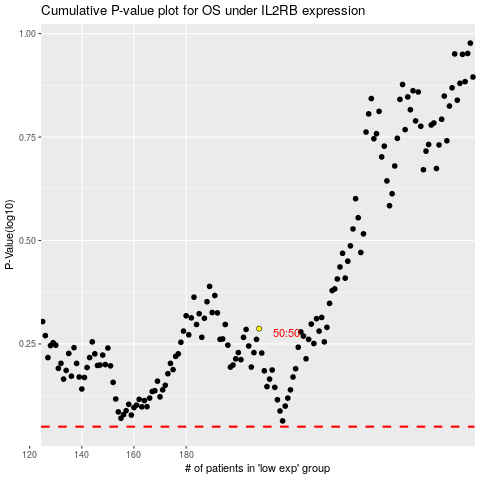 Cumulative P-value plot for OS under IL2RB expression
1.00
0.75
0.50
0.25
P-Value(log10)
50:50
120 140 160 180
# of patients in 'low exp' group